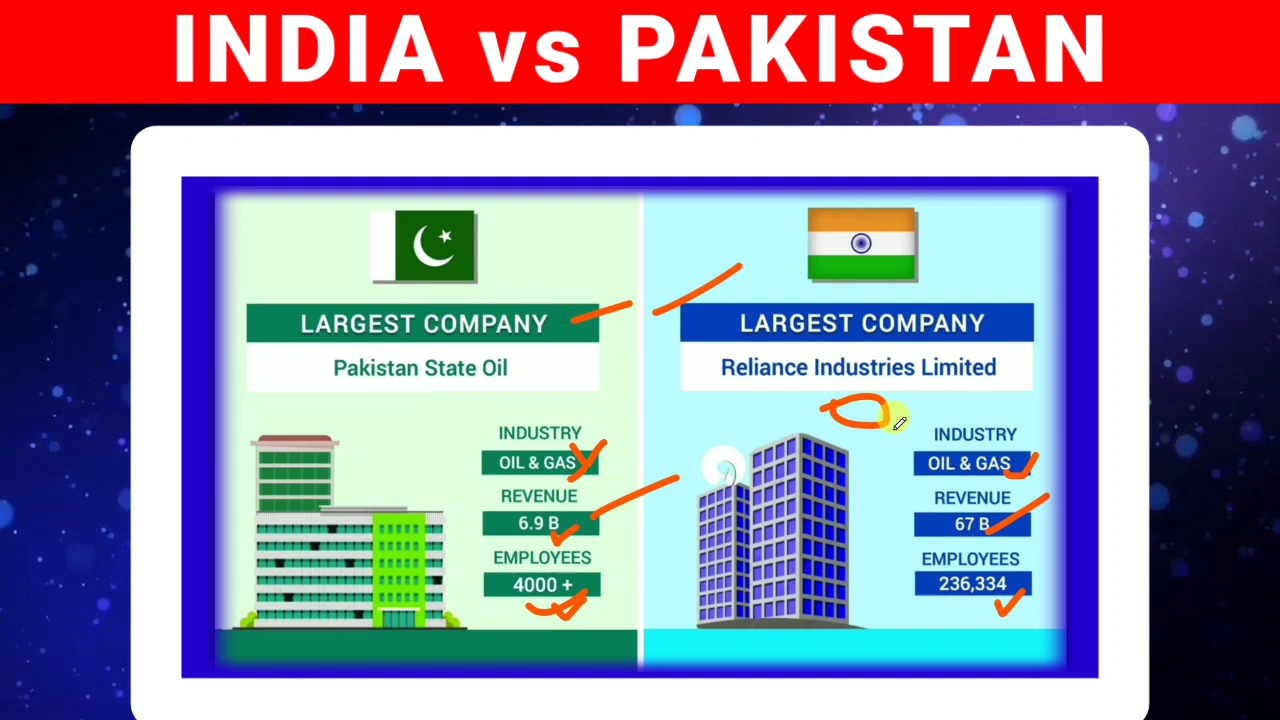 INDIA vs PAKISTAN
LARGEST COMPANY
Pakistan State Oil
INDUSTRY
OIL & GAS
REVENUE
6.9 B
EMPLOYEES
4000 +
LARGEST COMPANY
Reliance Industries Limited
INDUSTRY
OIL & GAS
REVENUE
67 B
EMPLOYEES
236,334